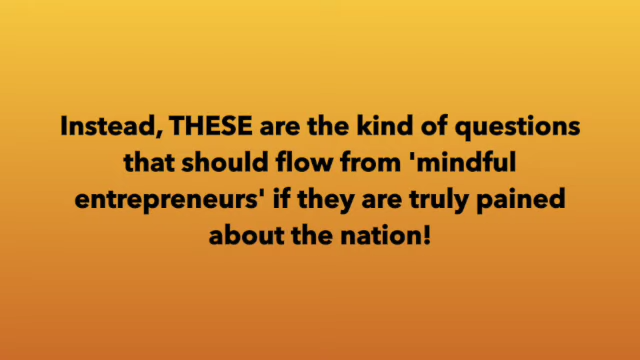 Instead, THESE are the kind of questions
that should flow from 'mindful
entrepreneurs' if they are truly pained
about the nation!